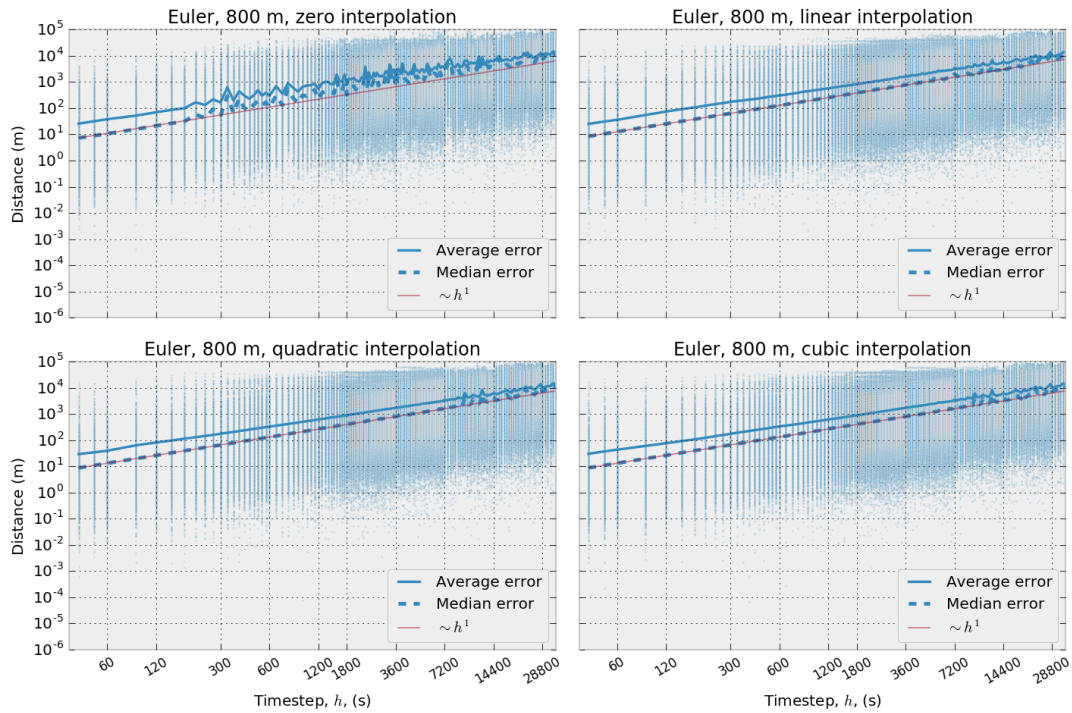 Euler, 800 m, zero interpolation
Distance (m)
10^5
10^4
10^3
10^2
10^1
10^0
10^-1
10^-2
10^-3
10^-4
10^-5
10^-6
Average error
Median error
~ h^1
Euler, 800 m, linear interpolation
Average error
Median error
~ h^1
Euler, 800 m, quadratic interpolation
Distance (m)
10^5
10^4
10^3
10^2
10^1
10^0
10^-1
10^-2
10^-3
10^-4
10^-5
10^-6
Average error
Median error
~ h^1
60 120 300 600 1200 1800 3600 7200 14400 28800
Timestep, h, (s)
Euler, 800 m, cubic interpolation
Average error
Median error
~ h^1
60 120 300 600 1200 1800 3600 7200 14400 28800
Timestep, h, (s)